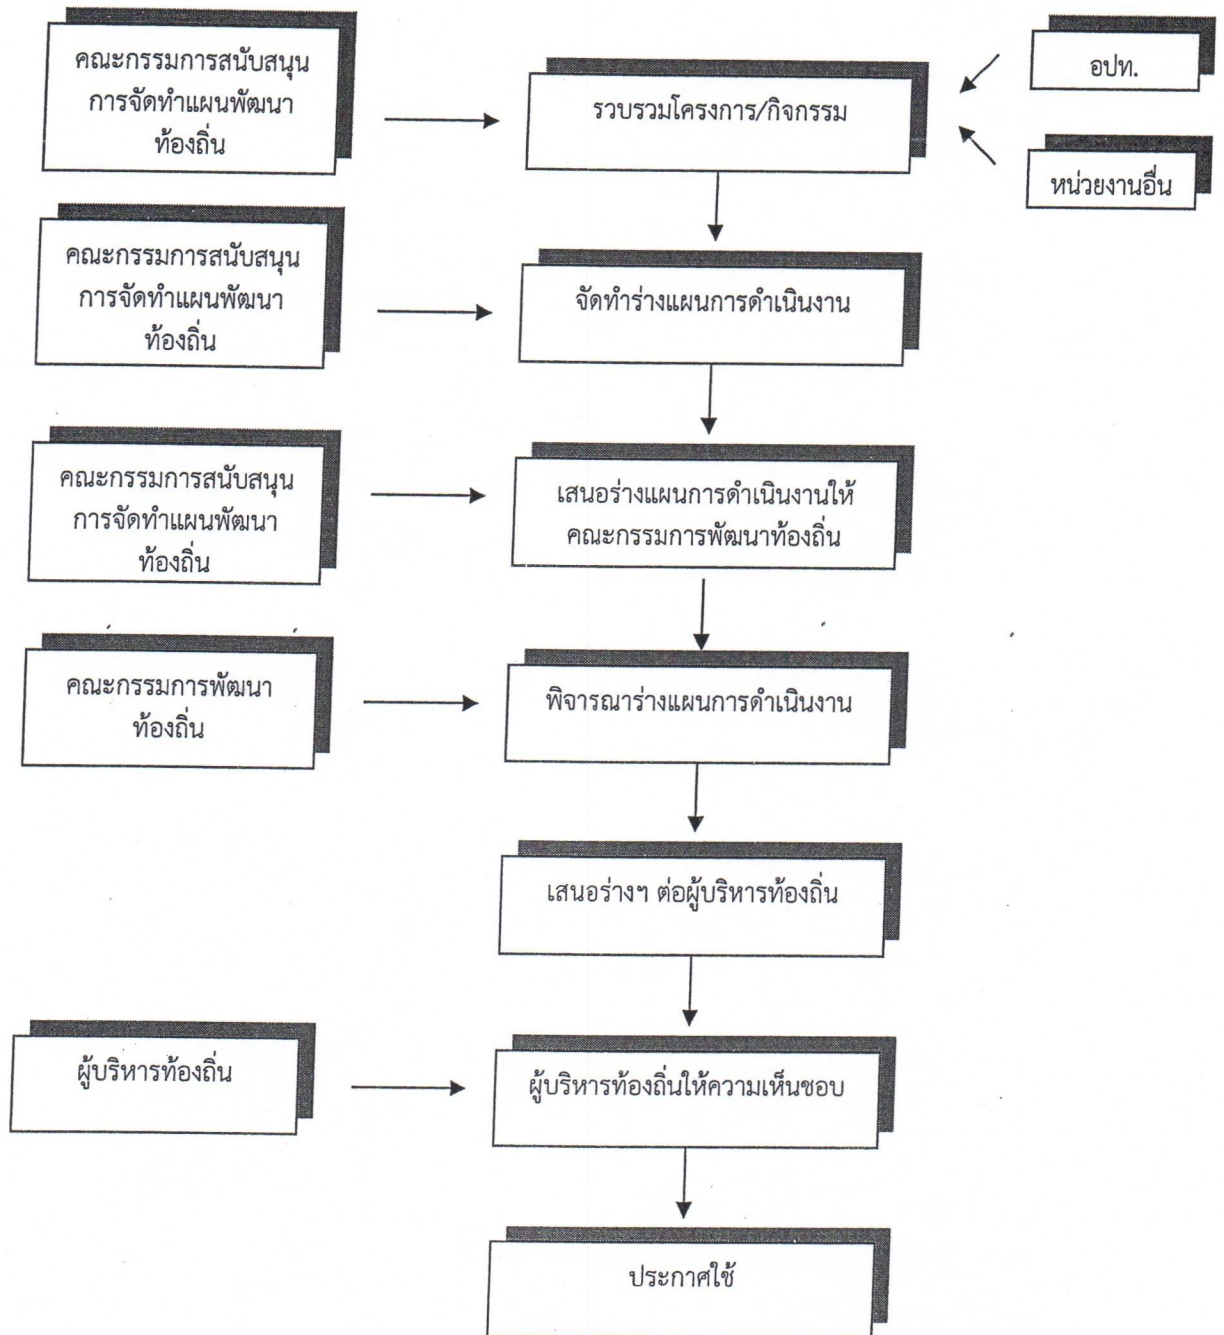 คณะกรรมการสนับสนุน
การจัดทำแผนพัฒนา
ท้องถิ่น
รวบรวมโครงการ/กิจกรรม
อปท.
หน่วยงานอื่น
คณะกรรมการสนับสนุน
การจัดทำแผนพัฒนา
ท้องถิ่น
จัดทำร่างแผนการดำเนินงาน
คณะกรรมการสนับสนุน
การจัดทำแผนพัฒนา
ท้องถิ่น
เสนอร่างแผนการดำเนินงานให้
คณะกรรมการพัฒนาท้องถิ่น
คณะกรรมการพัฒนา
ท้องถิ่น
พิจารณาร่างแผนการดำเนินงาน
เสนอร่างฯ ต่อผู้บริหารท้องถิ่น
ผู้บริหารท้องถิ่น
ผู้บริหารท้องถิ่นให้ความเห็นชอบ
ประกาศใช้